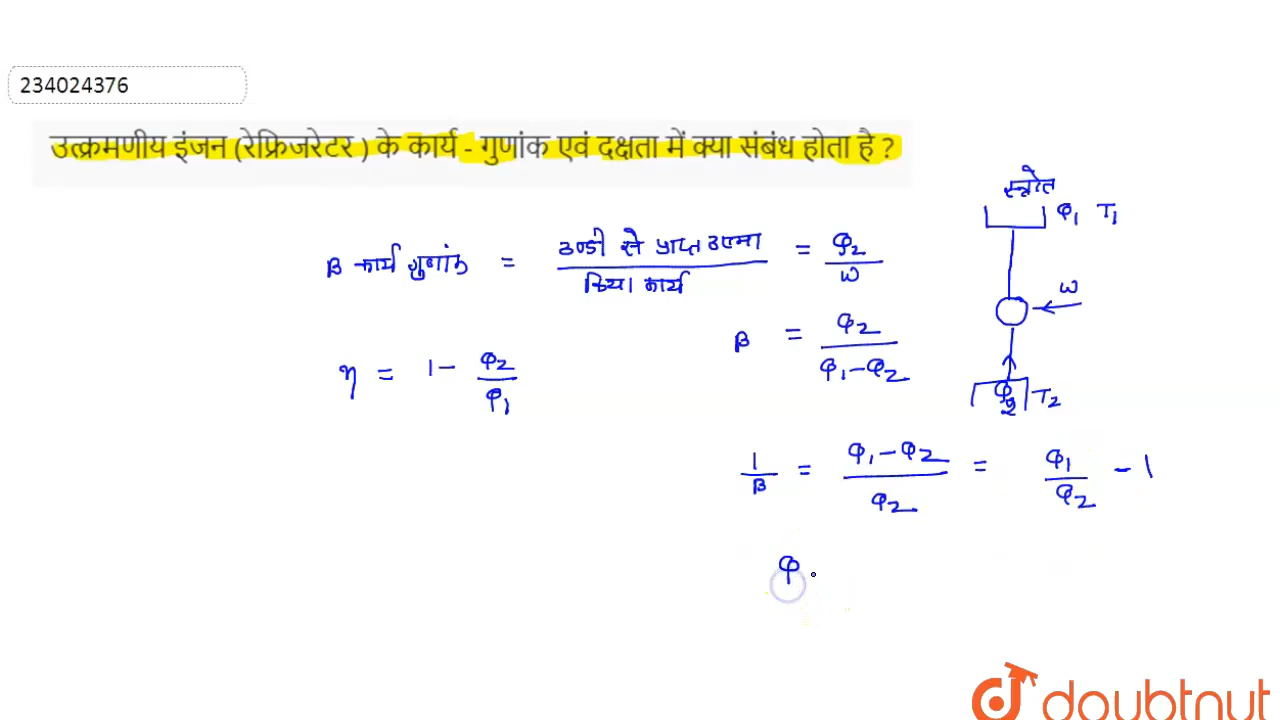 234024376
उत्क्रमणीय इंजन (रेफ्रिजरेटर ) के कार्य - गुणांक एवं दक्षता में क्या संबंध होता है ?
स्त्रोत
Q₁ T₁
β कार्य गुणांक = ठण्डी से प्राप्त उष्मा / किया कार्य = Q₂ / W
W
β = Q₂ / Q₁-Q₂
η = 1 - Q₂ / Q₁
Q₂ T₂
1 / β = Q₁-Q₂ / Q₂ = Q₁ / Q₂ - 1
Q
doubtnut